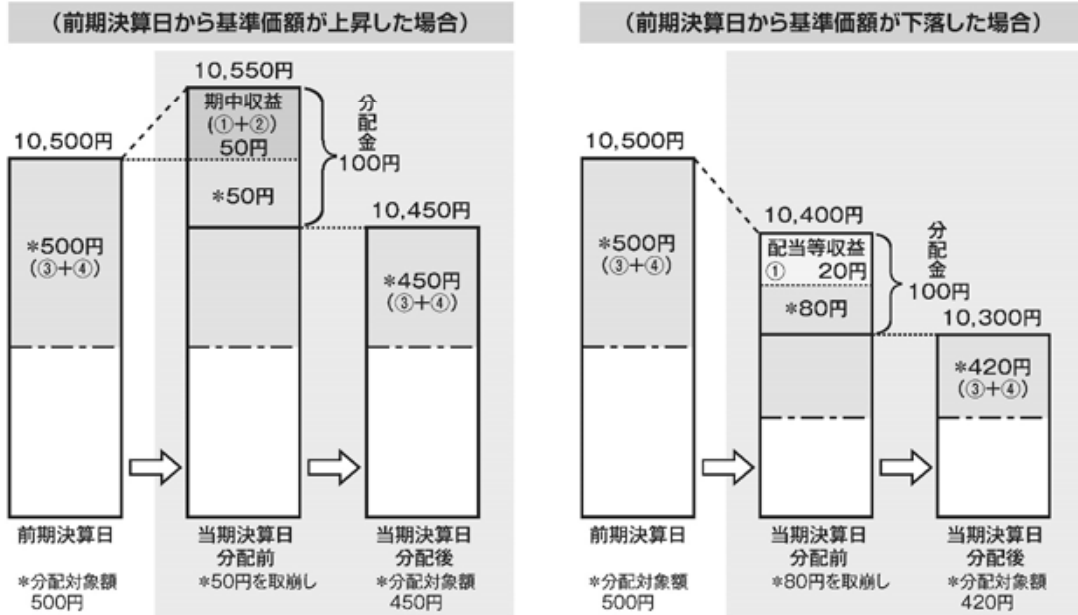 （前期決算日から基準価額が上昇した場合）
10,550円
期中収益
(①＋②)
50円
＊50円
分配金
100円
10,500円
＊500円
(③＋④)
10,450円
＊450円
(③＋④)
前期決算日
当期決算日
分配前
当期決算日
分配後
＊分配対象額
500円
＊50円を取崩し
＊分配対象額
450円
（前期決算日から基準価額が下落した場合）
10,500円
＊500円
(③＋④)
10,400円
配当等収益
① 20円
＊80円
分配金
100円
10,300円
＊420円
(③＋④)
前期決算日
当期決算日
分配前
当期決算日
分配後
＊分配対象額
500円
＊80円を取崩し
＊分配対象額
420円